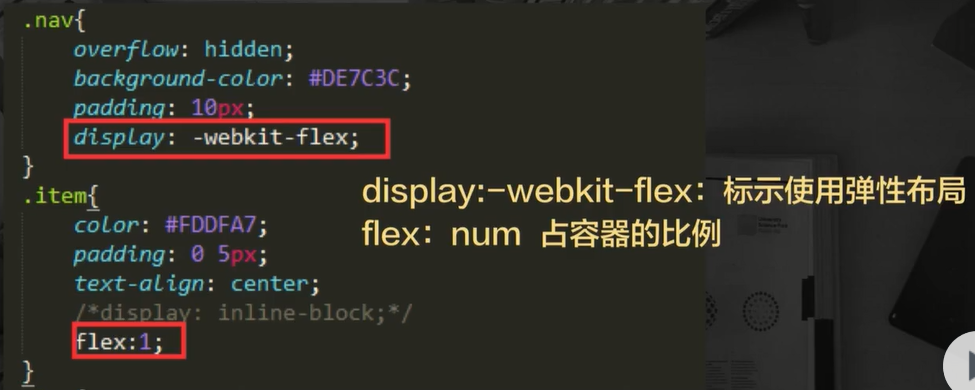 .nav{
overflow: hidden;
background-color: #DE7C3C;
padding: 10px;
display: -webkit-flex;
}
.item{
color: #FDDFA7;
padding: 0 5px;
text-align: center;
/*display: inline-block;*/
flex:1;
}
display:-webkit-flex：标示使用弹性布局
flex：num 占容器的比例